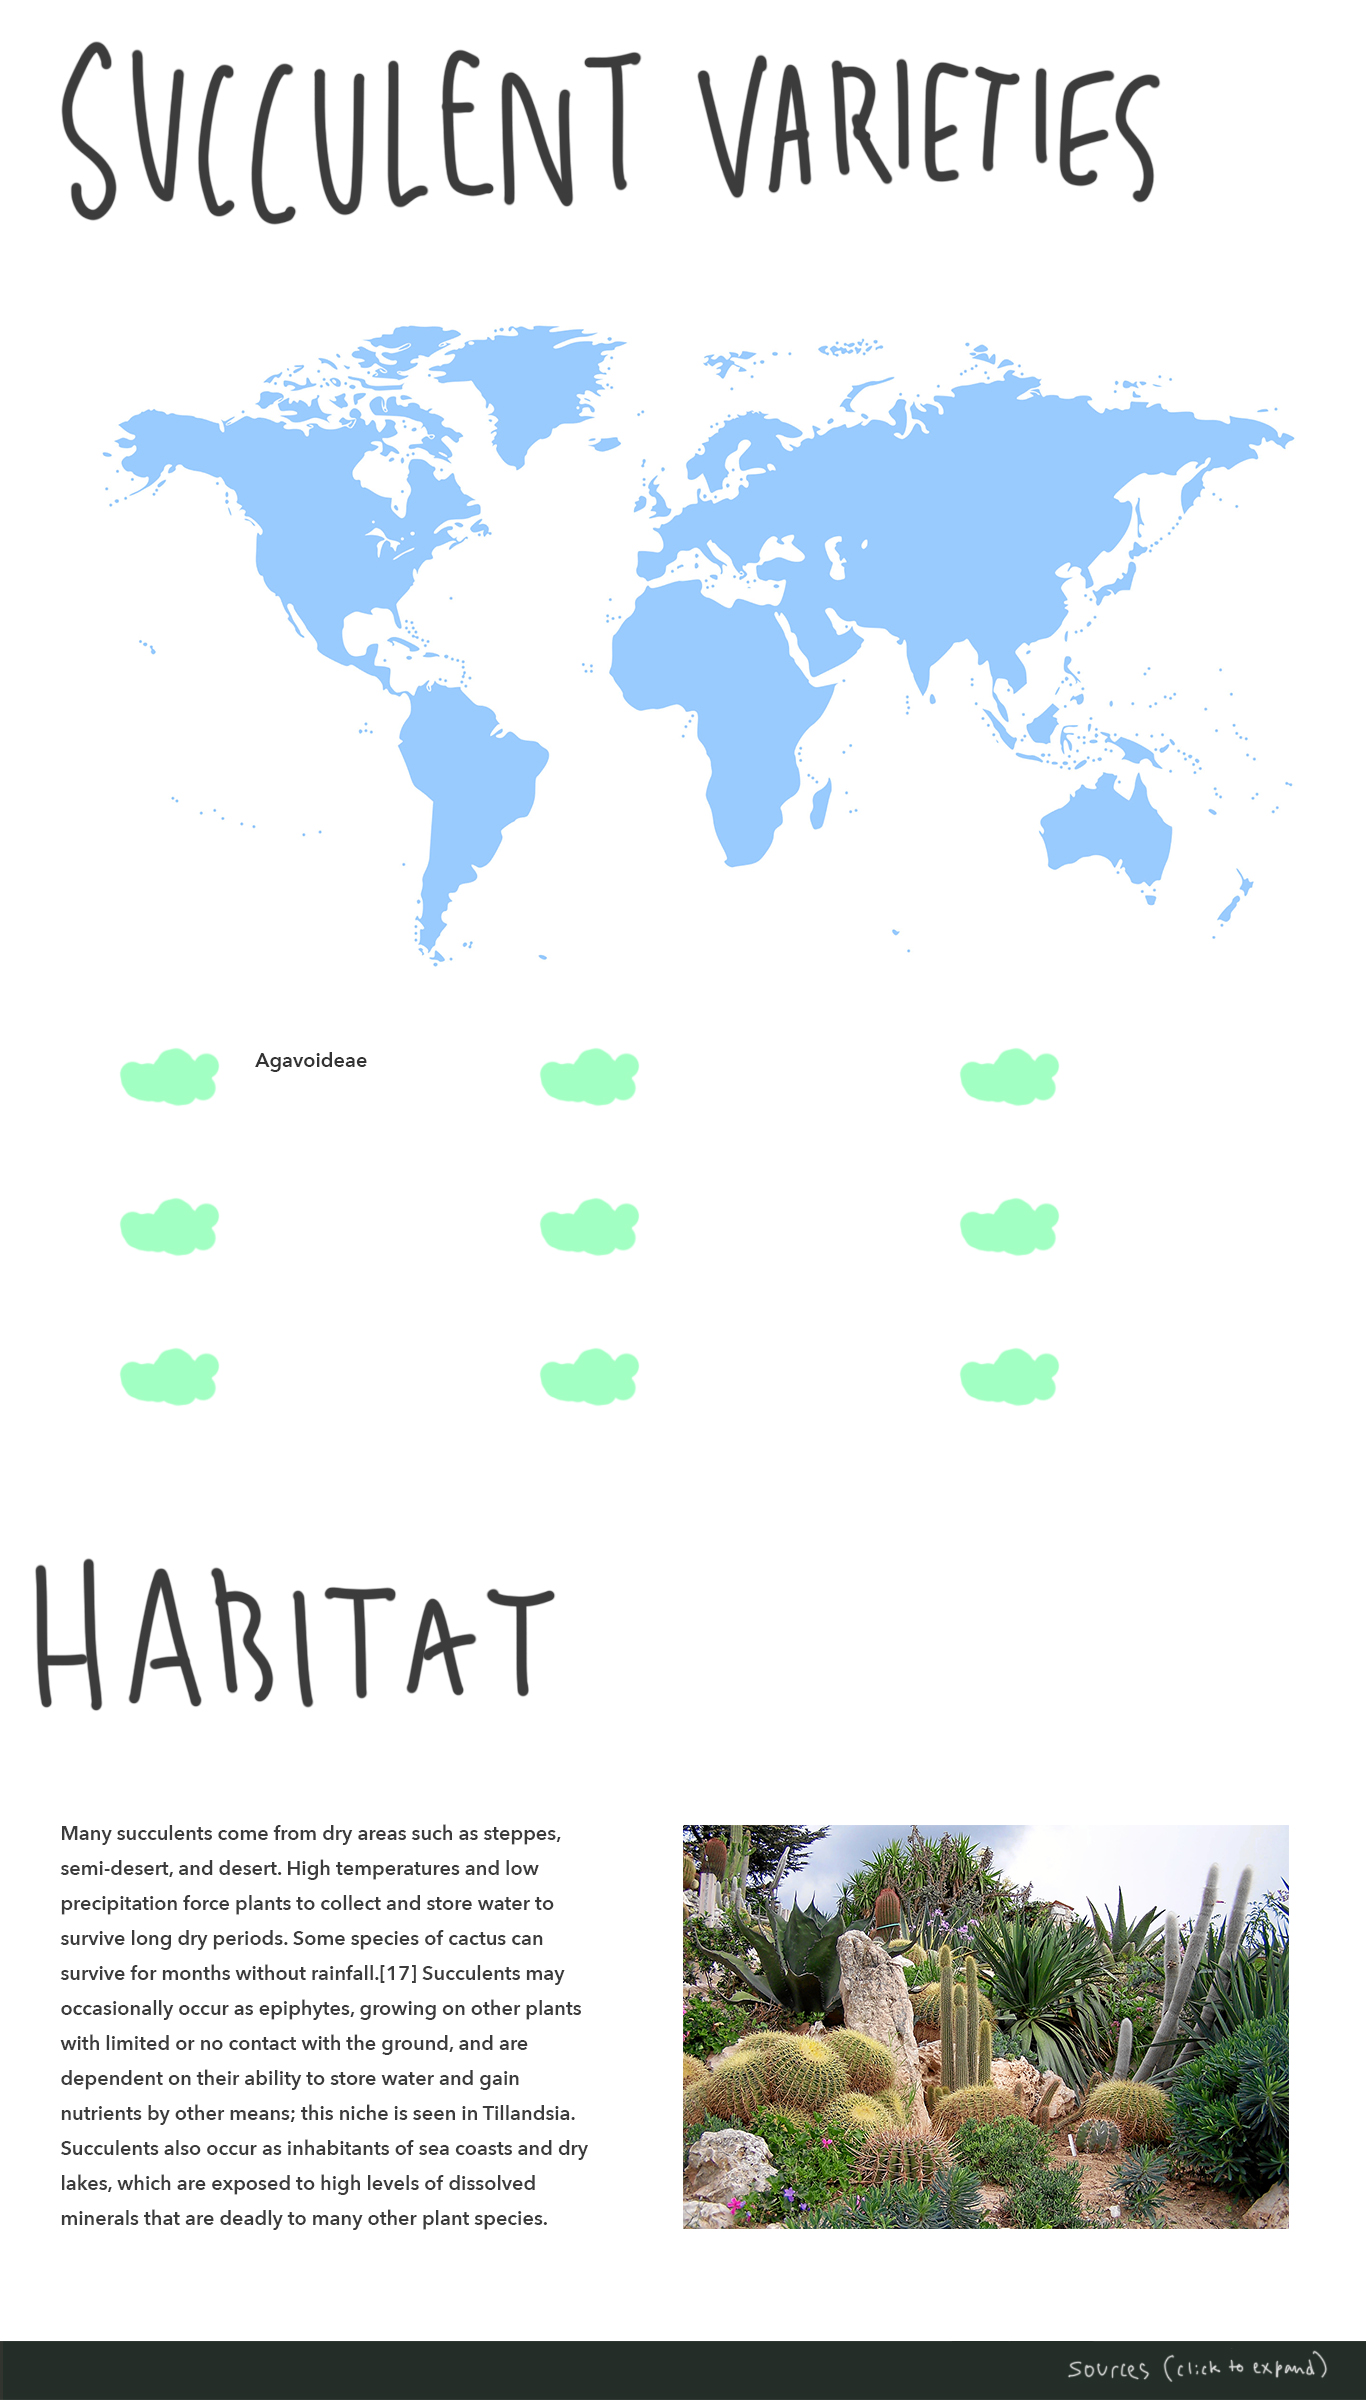 SUCCULENT VARIETIES
Agavoideae
HABITAT
Many succulents come from dry areas such as steppes,
semi-desert, and desert. High temperatures and low
precipitation force plants to collect and store water to
survive long dry periods. Some species of cactus can
survive for months without rainfall.[17] Succulents may
occasionally occur as epiphytes, growing on other plants
with limited or no contact with the ground, and are
dependent on their ability to store water and gain
nutrients by other means; this niche is seen in Tillandsia.
Succulents also occur as inhabitants of sea coasts and dry
lakes, which are exposed to high levels of dissolved
minerals that are deadly to many other plant species.
Sources (click to expand)